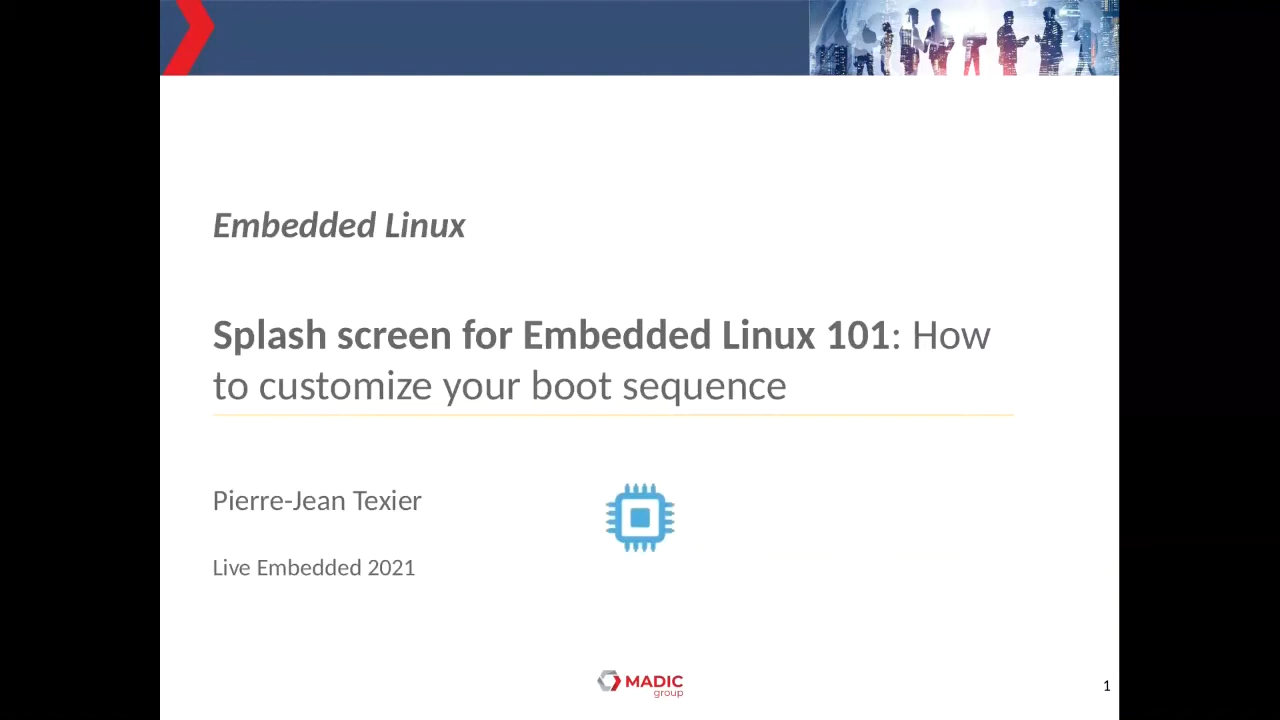 Embedded Linux
Splash screen for Embedded Linux 101: How
to customize your boot sequence
Pierre-Jean Texier
Live Embedded 2021
MADIC
group
1